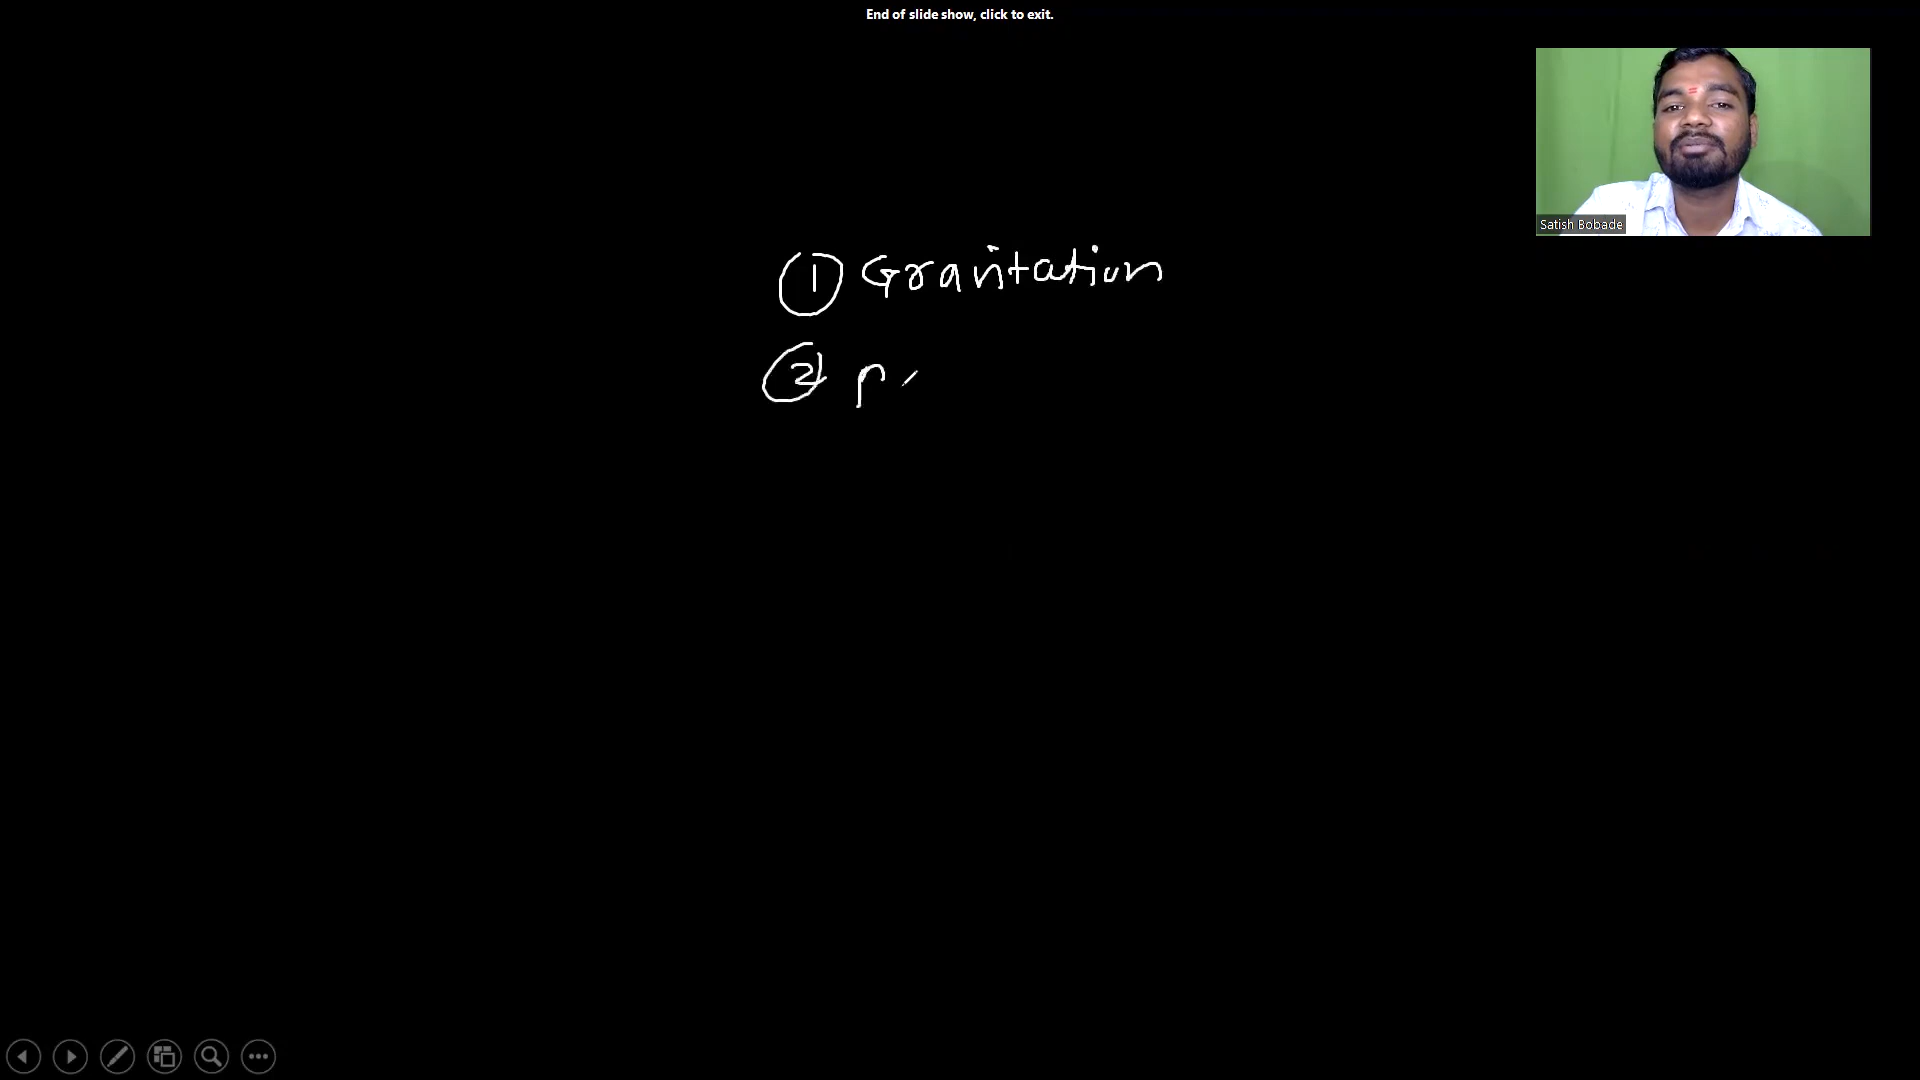 End of slide show, click to exit.
Satish Bobade
① Gravitation
② p